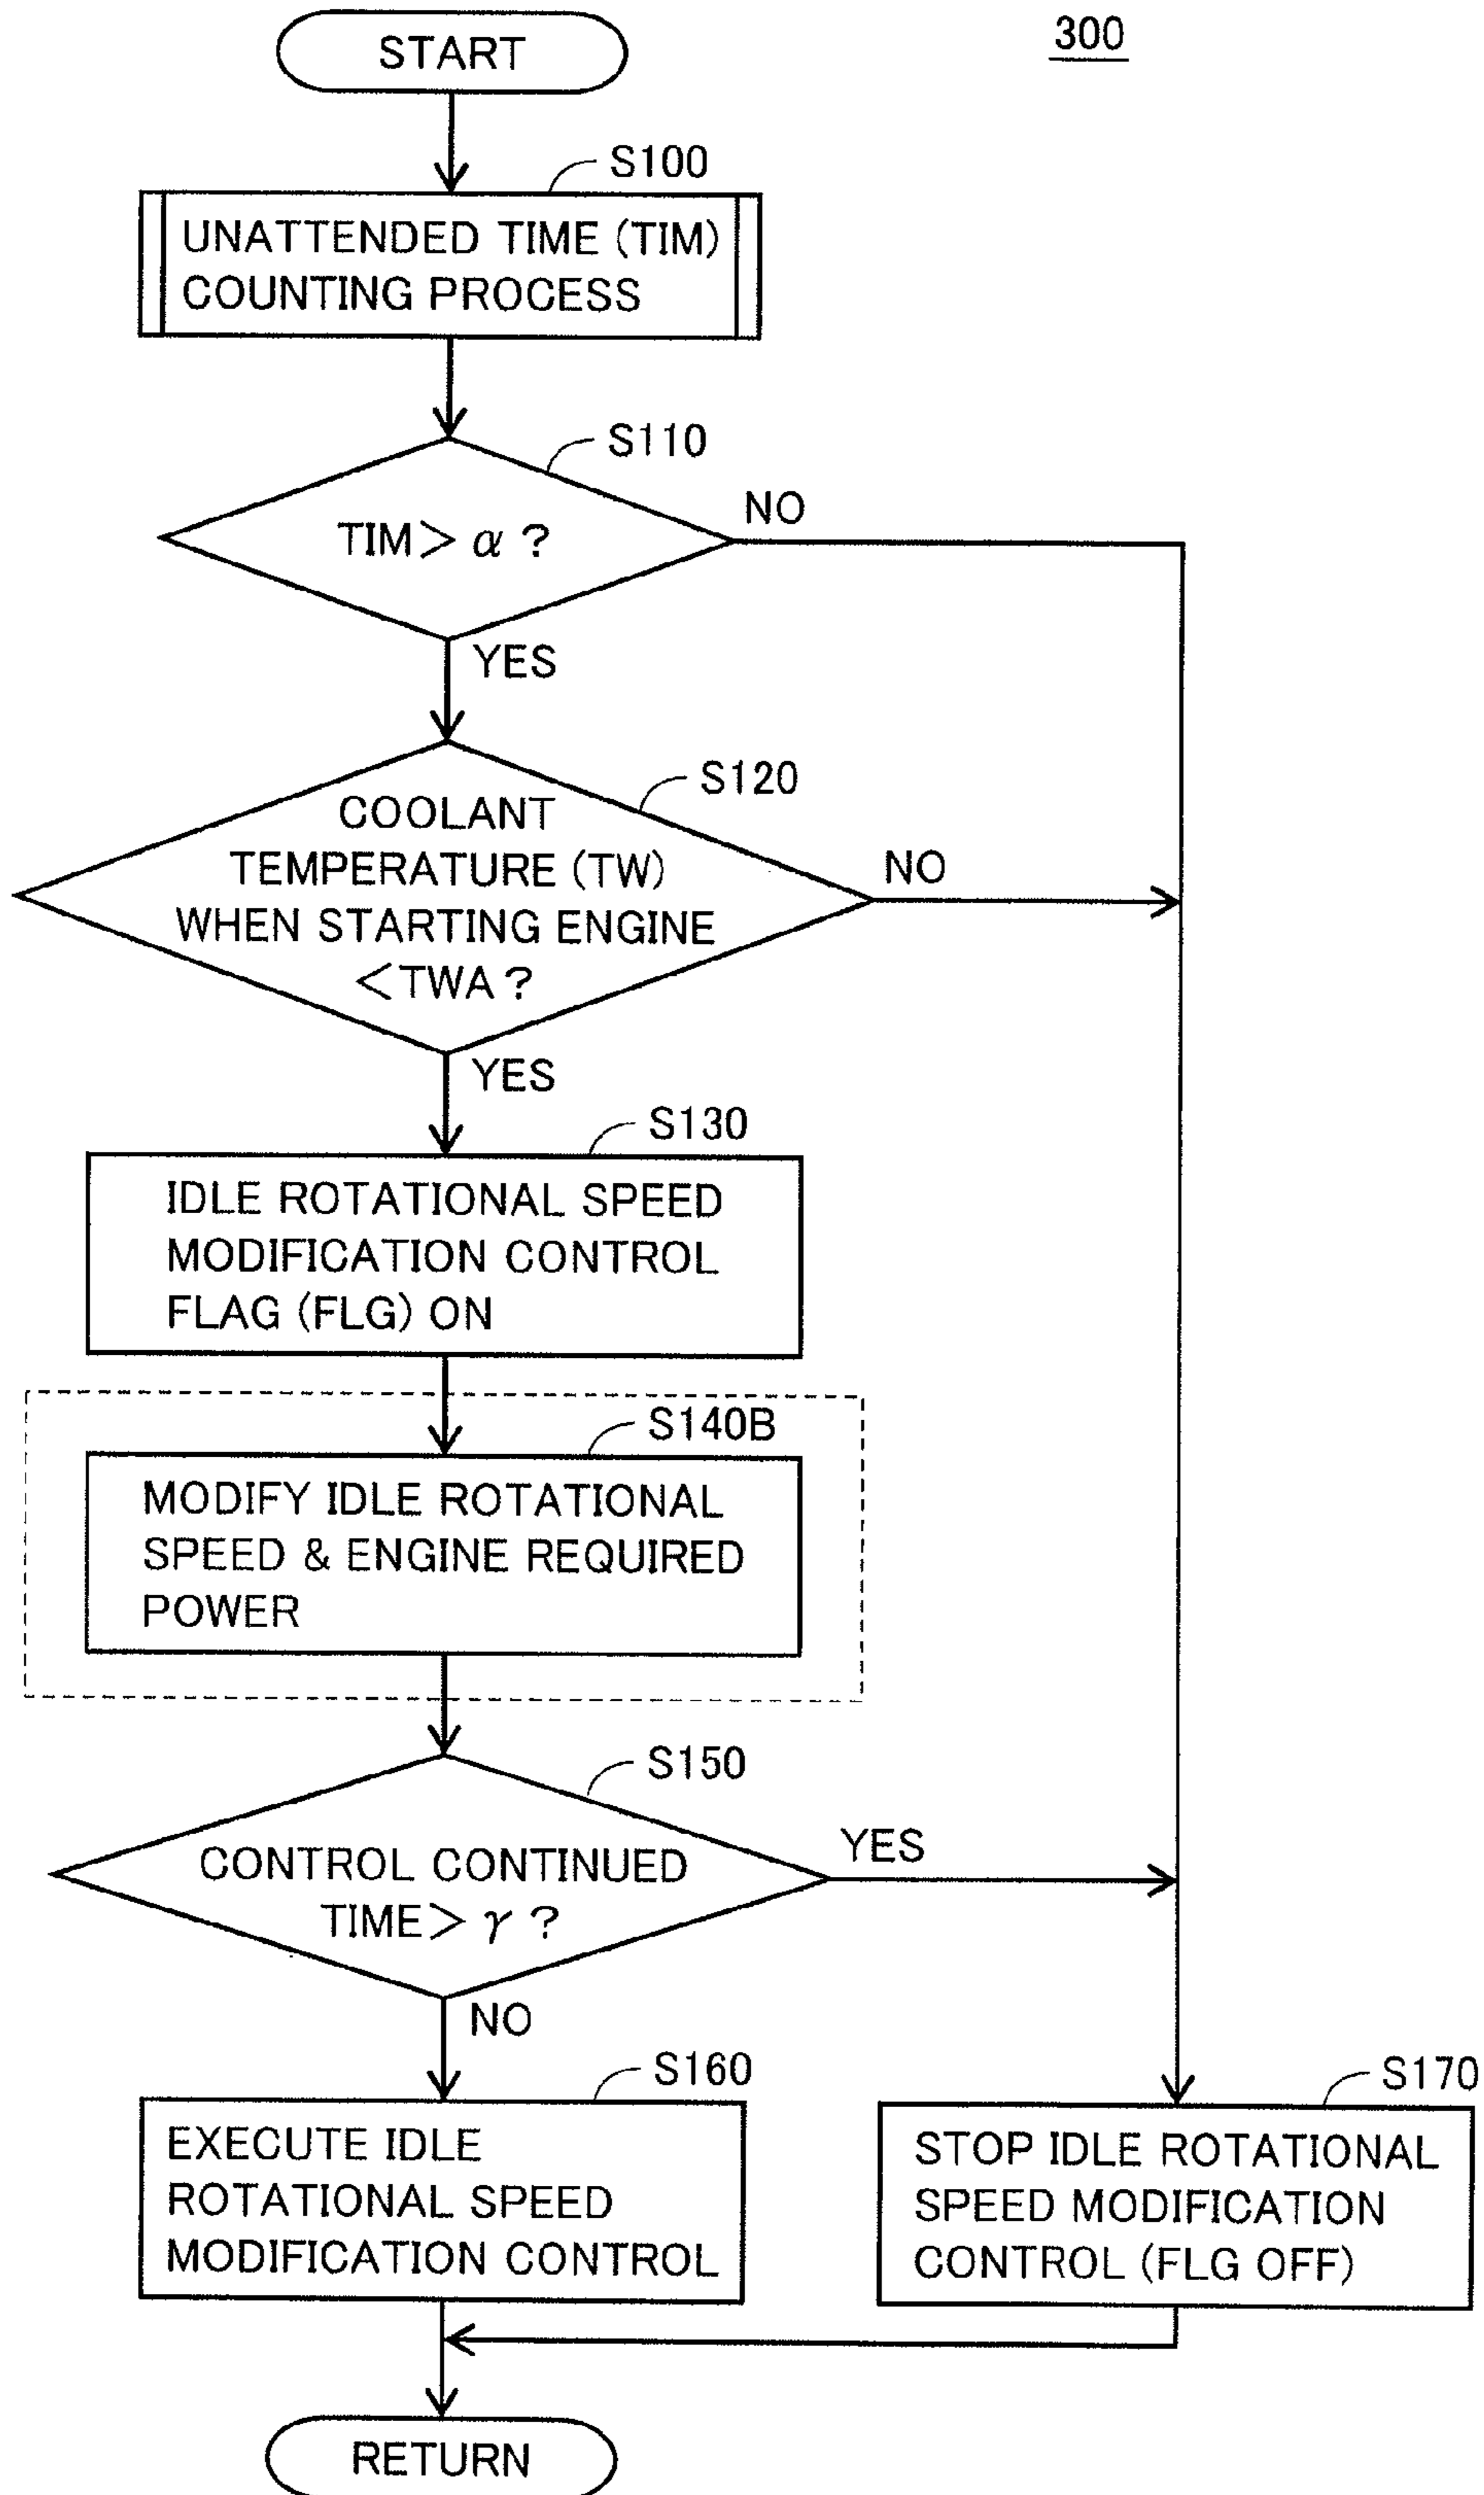 START
300
S100
UNATTENDED TIME (TIM)
COUNTING PROCESS
S110
TIM > α ?
NO
YES
S120
COOLANT
TEMPERATURE (TW)
WHEN STARTING ENGINE
< TWA ?
NO
YES
S130
IDLE ROTATIONAL SPEED
MODIFICATION CONTROL
FLAG (FLG) ON
S140B
MODIFY IDLE ROTATIONAL
SPEED & ENGINE REQUIRED
POWER
S150
CONTROL CONTINUED
TIME > γ ?
YES
NO
S160
EXECUTE IDLE
ROTATIONAL SPEED
MODIFICATION CONTROL
S170
STOP IDLE ROTATIONAL
SPEED MODIFICATION
CONTROL (FLG OFF)
RETURN